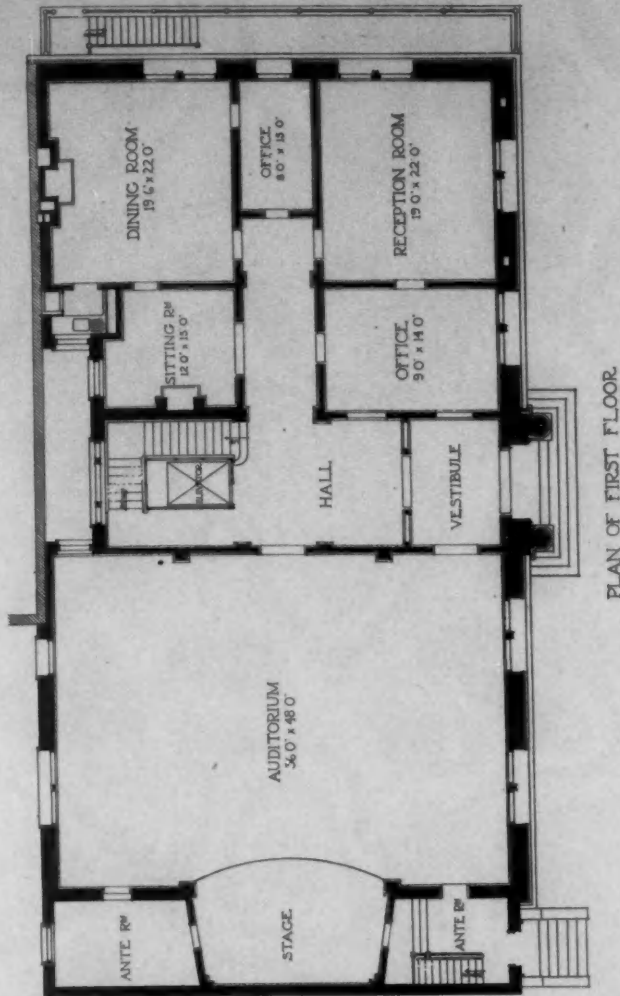 DINING ROOM
19 6 x 22 0'
OFFICE
8 0' x 13 0'
RECEPTION ROOM
19 0' x 22 0'
SITTING RM
12 0' x 15 0'
OFFICE
9 0' x 14 0'
ELEVATOR
HALL
VESTIBULE
AUDITORIUM
36 0' x 48 0'
ANTE RM
STAGE
ANTE RM
PLAN OF FIRST FLOOR